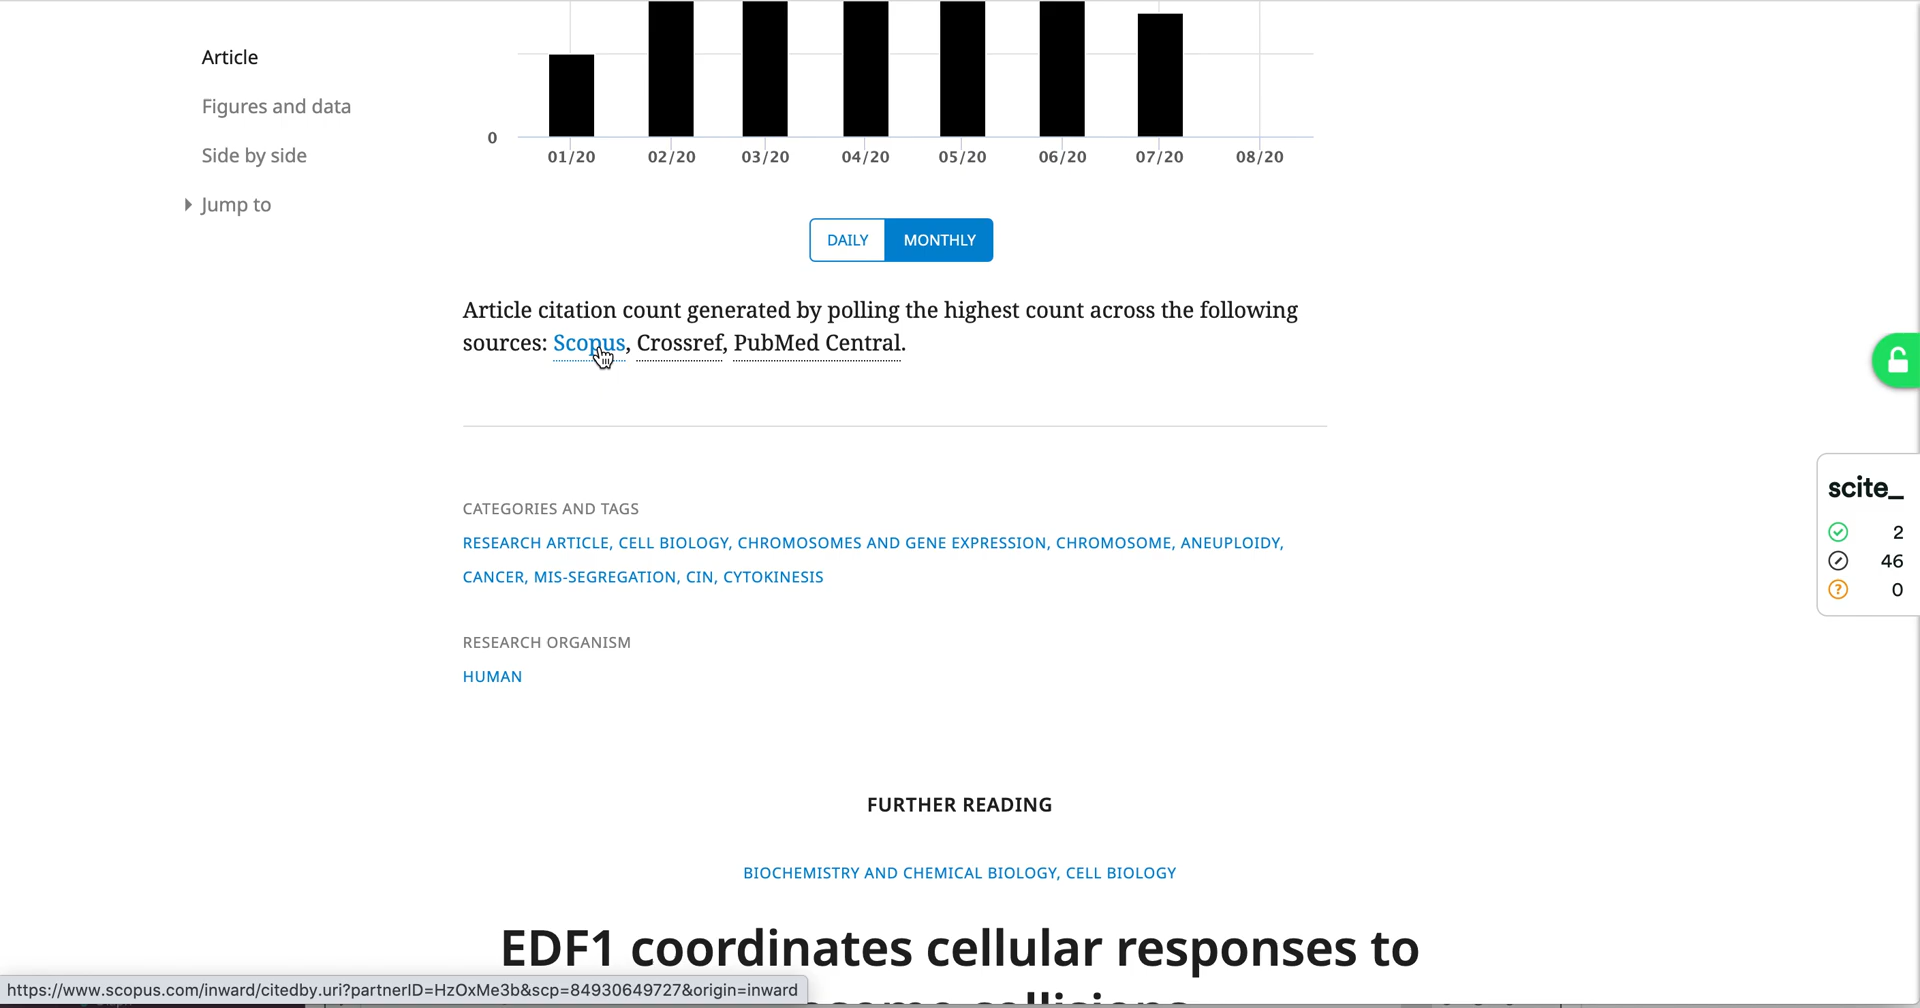 Article
Figures and data
Side by side
Jump to
0
01/20 02/20 03/20 04/20 05/20 06/20 07/20 08/20
DAILY MONTHLY
Article citation count generated by polling the highest count across the following
sources: Scopus, Crossref, PubMed Central.
CATEGORIES AND TAGS
RESEARCH ARTICLE, CELL BIOLOGY, CHROMOSOMES AND GENE EXPRESSION, CHROMOSOME, ANEUPLOIDY,
CANCER, MIS-SEGREGATION, CIN, CYTOKINESIS
RESEARCH ORGANISM
HUMAN
FURTHER READING
BIOCHEMISTRY AND CHEMICAL BIOLOGY, CELL BIOLOGY
EDF1 coordinates cellular responses to
collisions
https://www.scopus.com/inward/citedby.uri?partnerID=HzOxMe3b&scp=84930649727&origin=inward
scite_
2
46
? 0